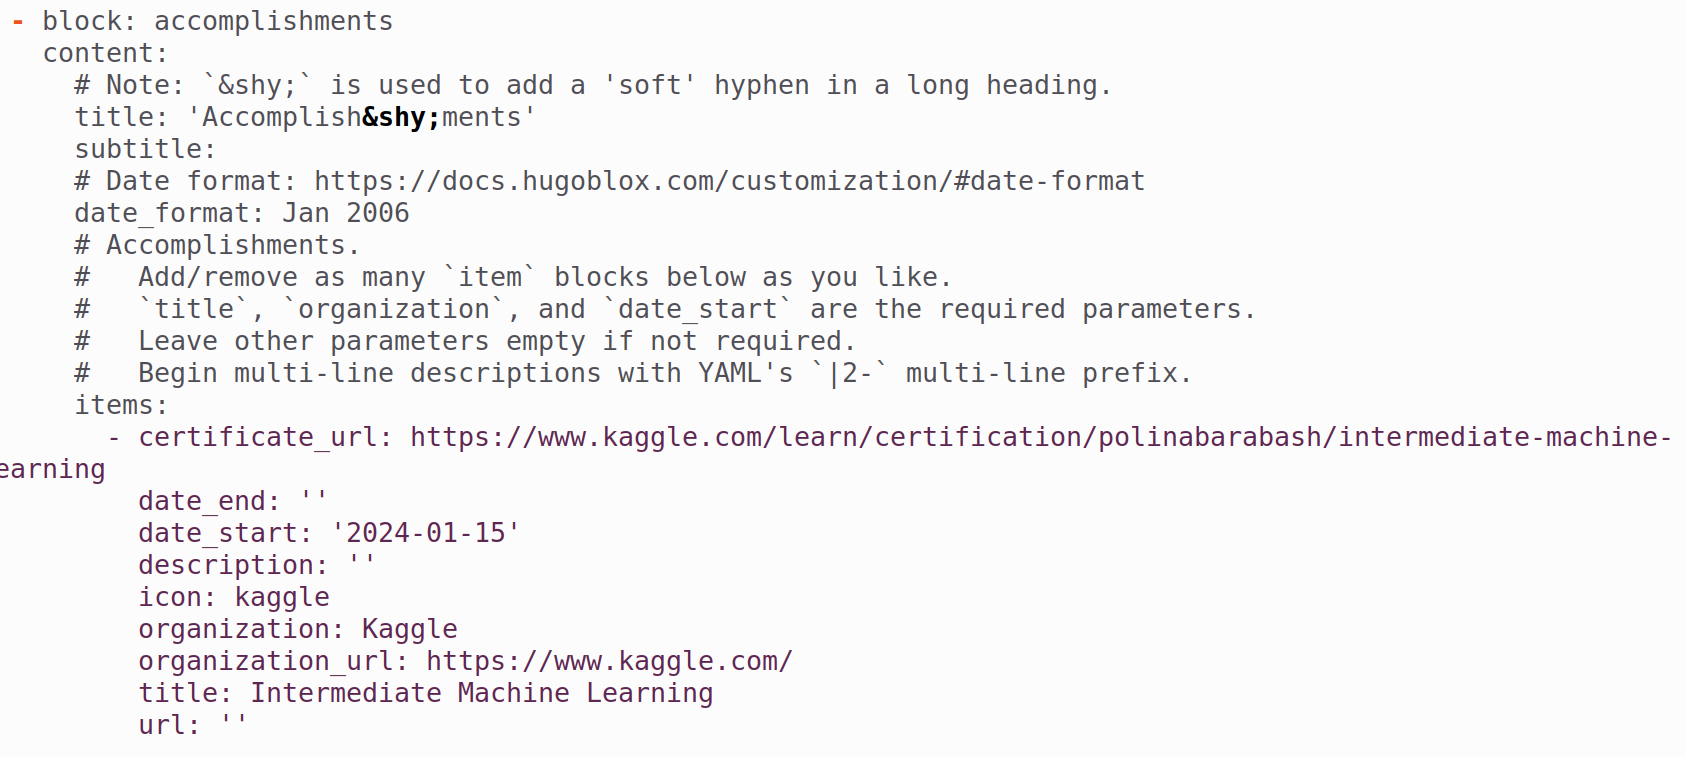 - block: accomplishments
  content:
    # Note: `&shy;` is used to add a 'soft' hyphen in a long heading.
    title: 'Accomplish&shy;ments'
    subtitle:
    # Date format: https://docs.hugoblox.com/customization/#date-format
    date_format: Jan 2006
    # Accomplishments.
    #   Add/remove as many `item` blocks below as you like.
    #   `title`, `organization`, and `date_start` are the required parameters.
    #   Leave other parameters empty if not required.
    #   Begin multi-line descriptions with YAML's `|2-` multi-line prefix.
    items:
      - certificate_url: https://www.kaggle.com/learn/certification/polinabarabash/intermediate-machine-
earning
        date_end: ''
        date_start: '2024-01-15'
        description: ''
        icon: kaggle
        organization: Kaggle
        organization_url: https://www.kaggle.com/
        title: Intermediate Machine Learning
        url: ''